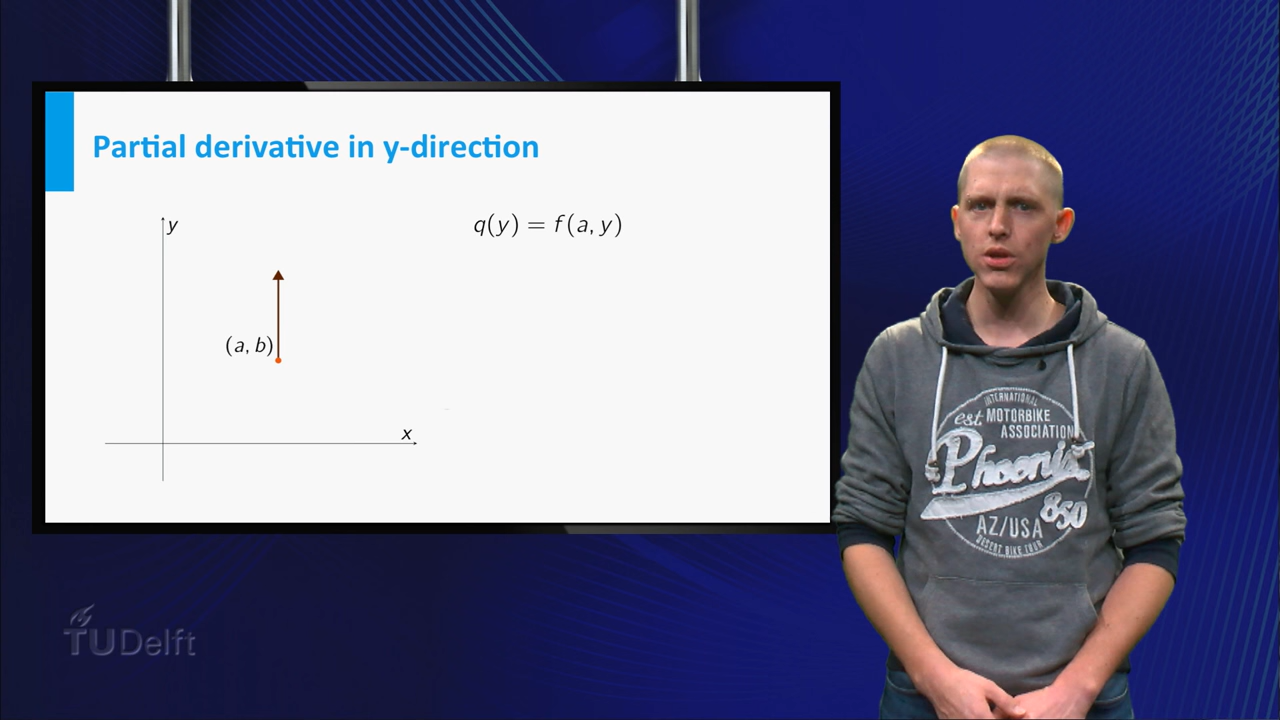 Partial derivative in y-direction
y
q(y) = f(a, y)
(a, b)
x
INTERNATIONAL
est. MOTORBIKE
ASSOCIATION
Phoenix
850
AZ/USA
DESERT BIKE TOUR
TUDelft